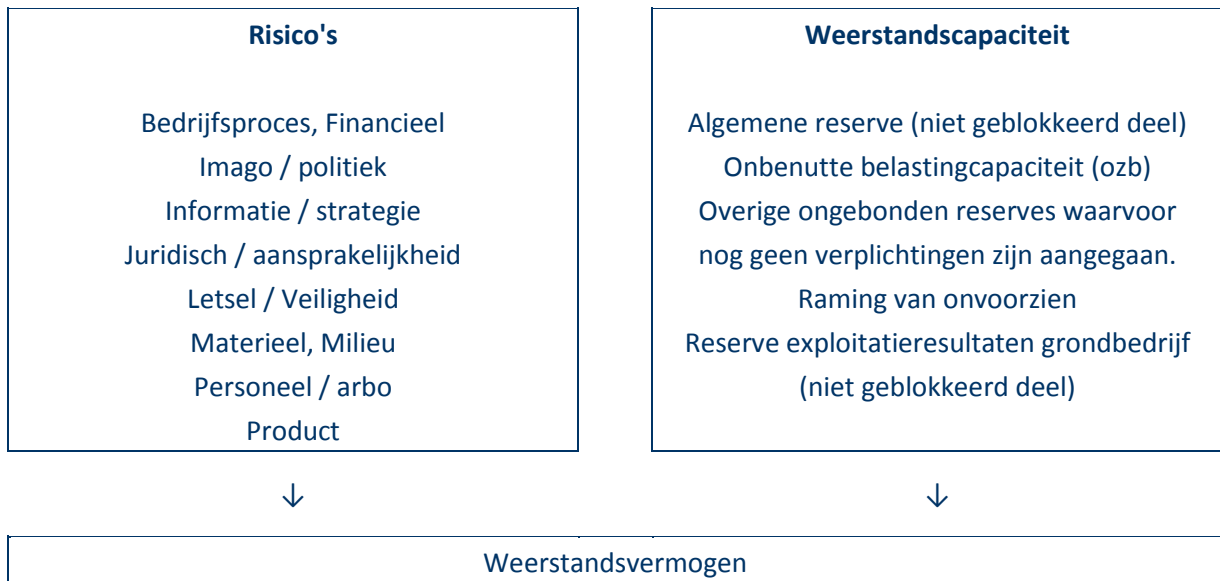 Risico's
Bedrijfsproces, Financieel
Imago / politiek
Informatie / strategie
Juridisch / aansprakelijkheid
Letsel / Veiligheid
Materieel, Milieu
Personeel / arbo
Product
Weerstandscapaciteit
Algemene reserve (niet geblokkeerd deel)
Onbenutte belastingcapaciteit (ozb)
Overige ongebonden reserves waarvoor
nog geen verplichtingen zijn aangegaan.
Raming van onvoorzien
Reserve exploitatieresultaten grondbedrijf
(niet geblokkeerd deel)
↓ ↓
Weerstandsvermogen